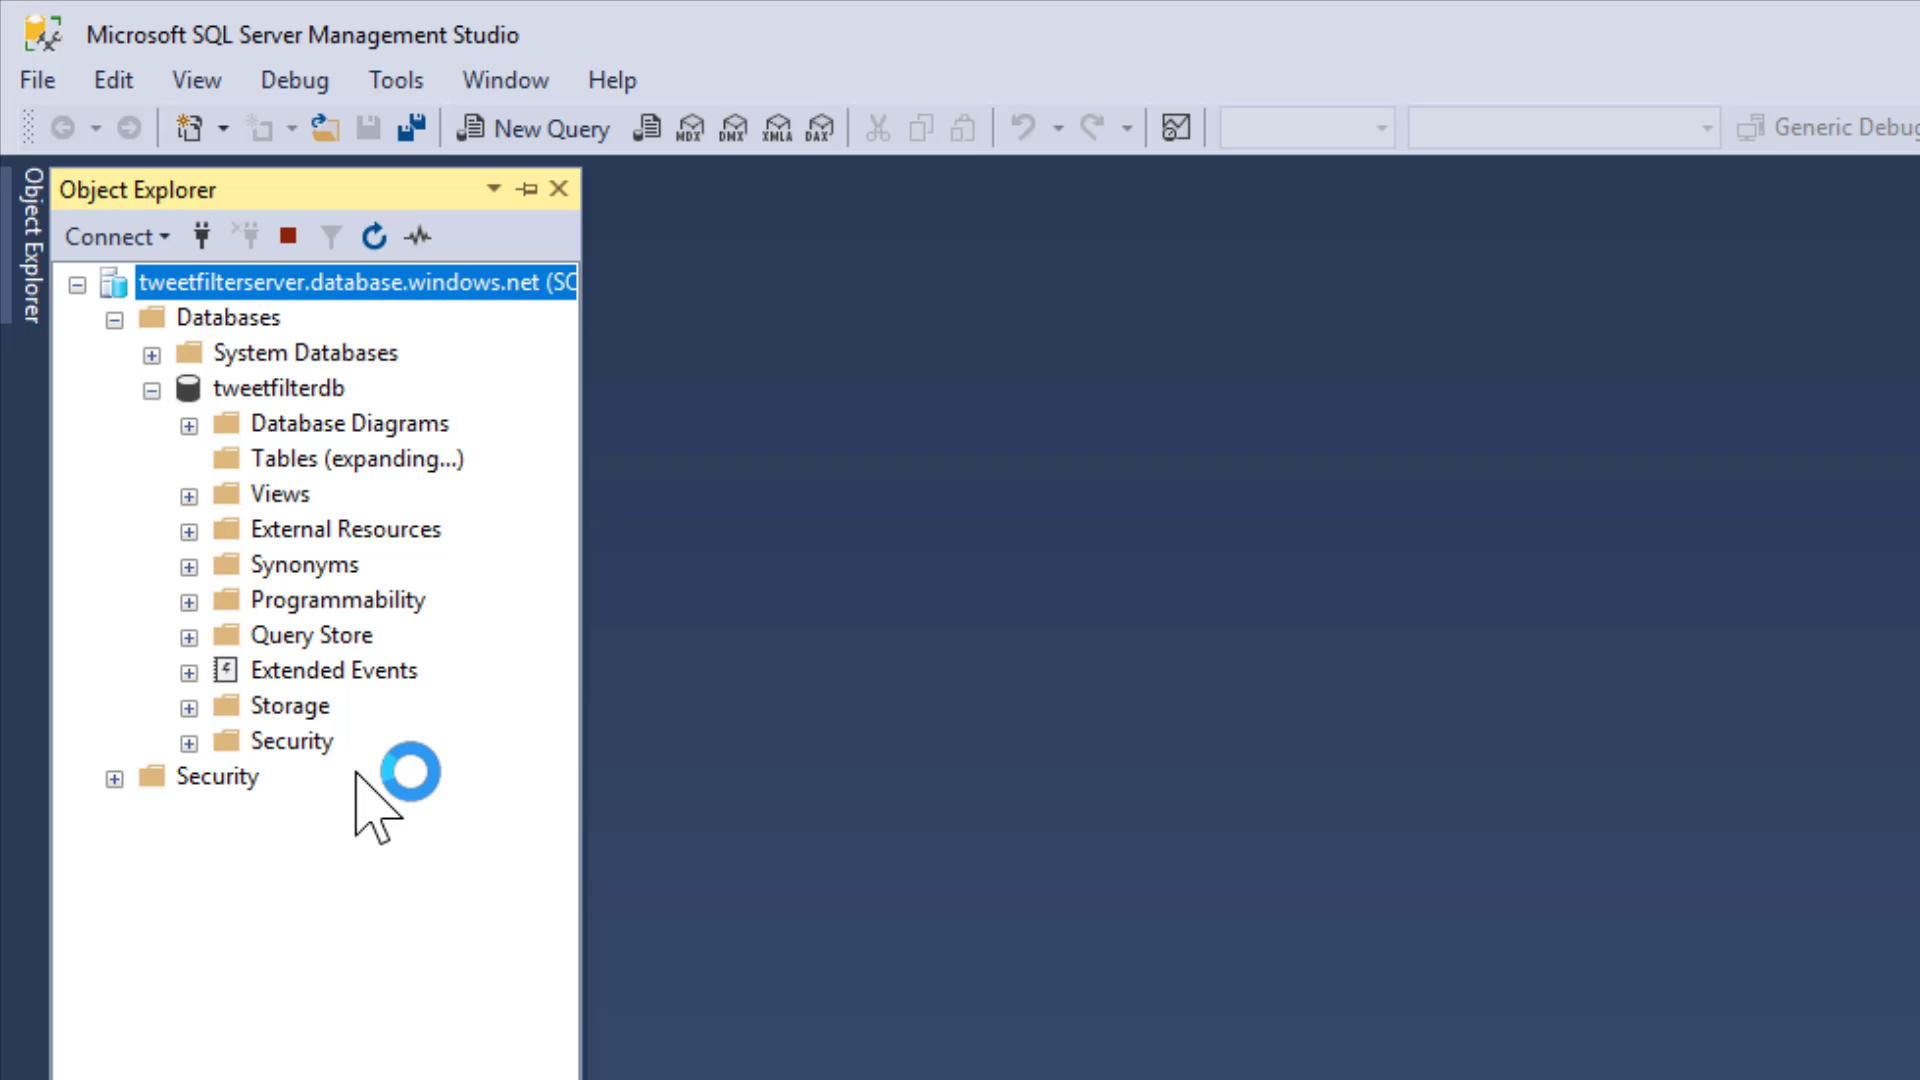 Microsoft SQL Server Management Studio
File Edit View Debug Tools Window Help
New Query MDX DMX XMLA DAX Generic Debug
Object Explorer
Object Explorer
Connect
tweetfilterserver.database.windows.net (SQ
Databases
System Databases
tweetfilterdb
Database Diagrams
Tables (expanding...)
Views
External Resources
Synonyms
Programmability
Query Store
Extended Events
Storage
Security
Security